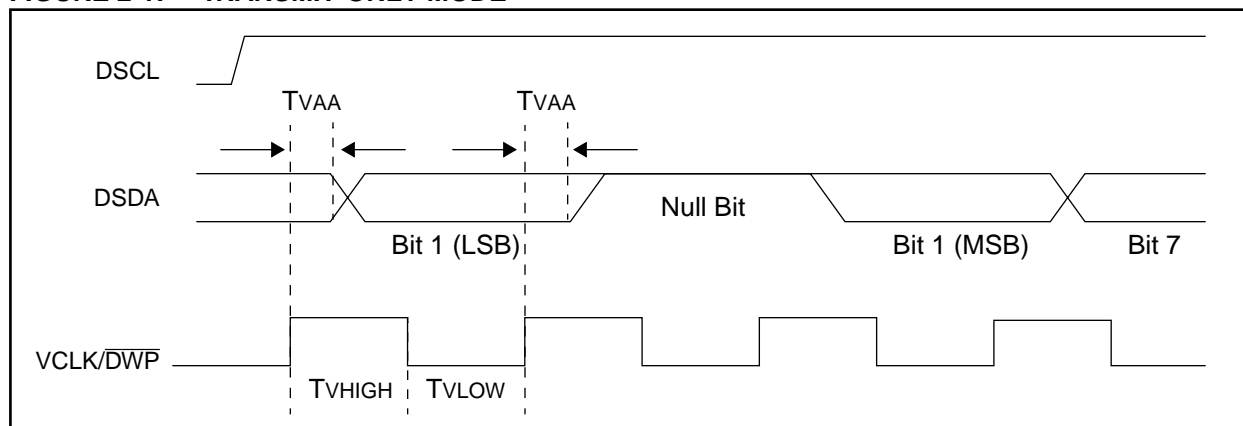 DSCL
TVAA TVAA
DSDA
Null Bit
Bit 1 (LSB) Bit 1 (MSB) Bit 7
VCLK/DWP
TVHIGH TVLOW